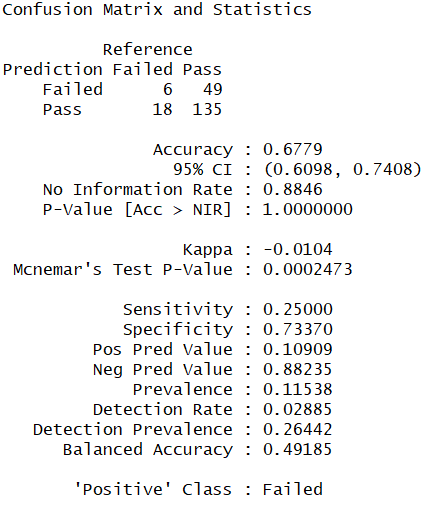 Confusion Matrix and Statistics
Reference
Prediction Failed Pass
Failed 6 49
Pass 18 135
Accuracy : 0.6779
95% CI : (0.6098, 0.7408)
No Information Rate : 0.8846
P-Value [Acc > NIR] : 1.0000000
Kappa : -0.0104
Mcnemar's Test P-Value : 0.0002473
Sensitivity : 0.25000
Specificity : 0.73370
Pos Pred Value : 0.10909
Neg Pred Value : 0.88235
Prevalence : 0.11538
Detection Rate : 0.02885
Detection Prevalence : 0.26442
Balanced Accuracy : 0.49185
'Positive' Class : Failed